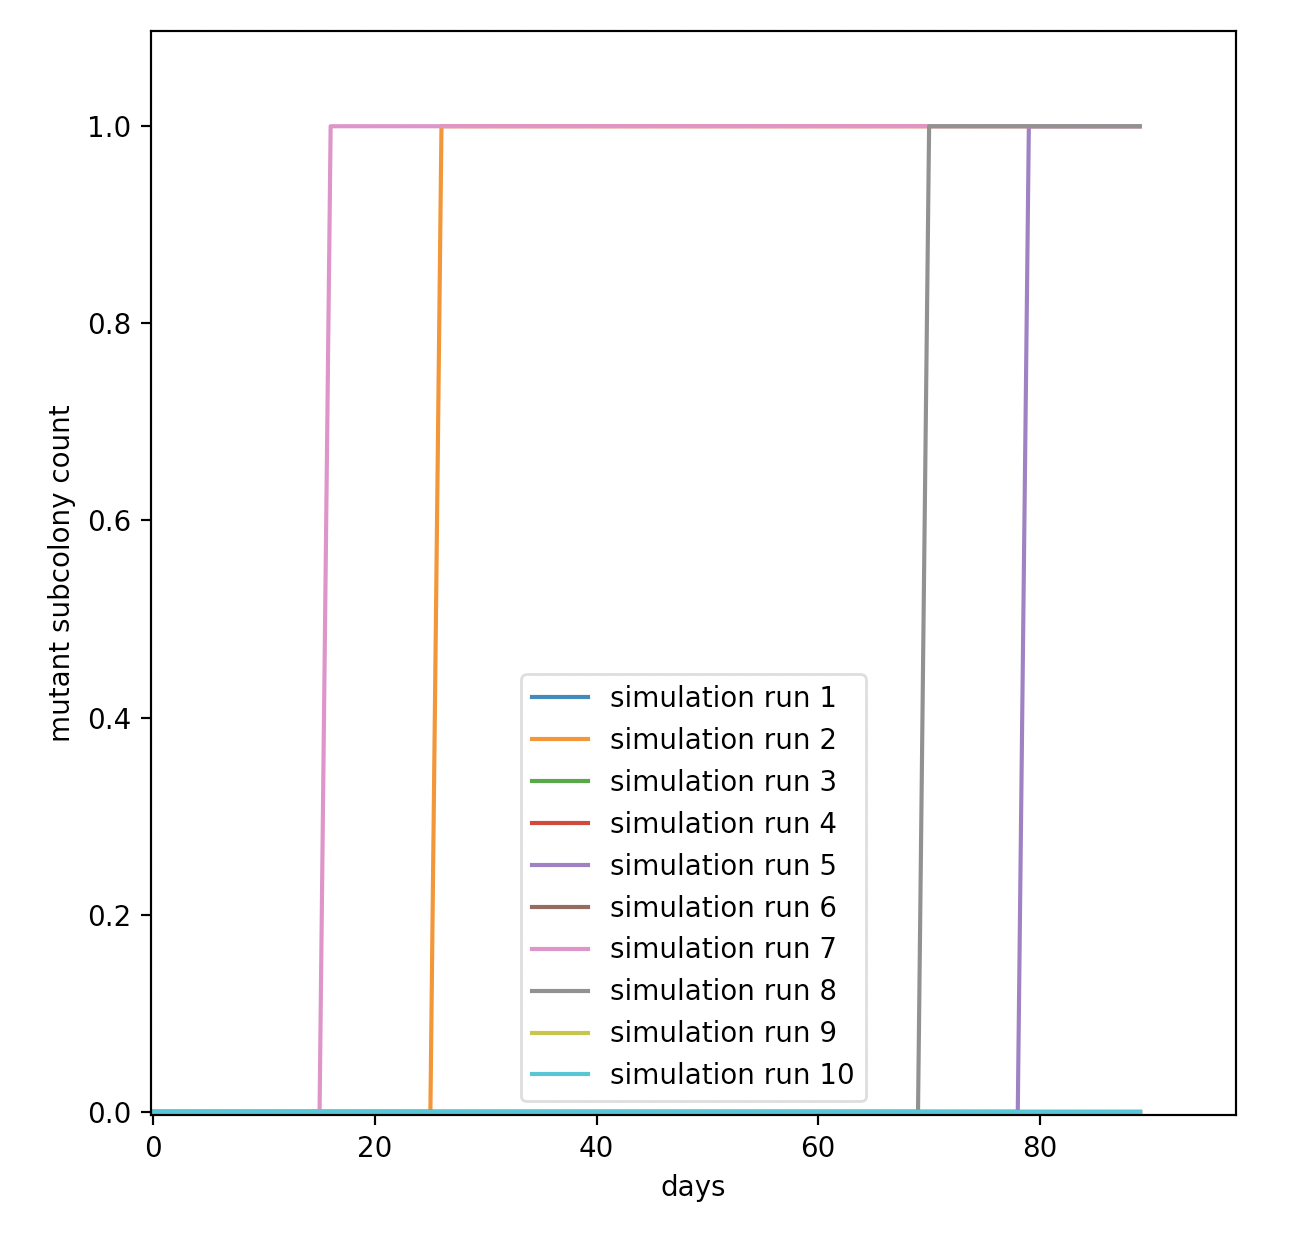 mutant subcolony count
1.0
0.8
0.6
0.4
0.2
0.0
simulation run 1
simulation run 2
simulation run 3
simulation run 4
simulation run 5
simulation run 6
simulation run 7
simulation run 8
simulation run 9
simulation run 10
0 20 40 60 80
days